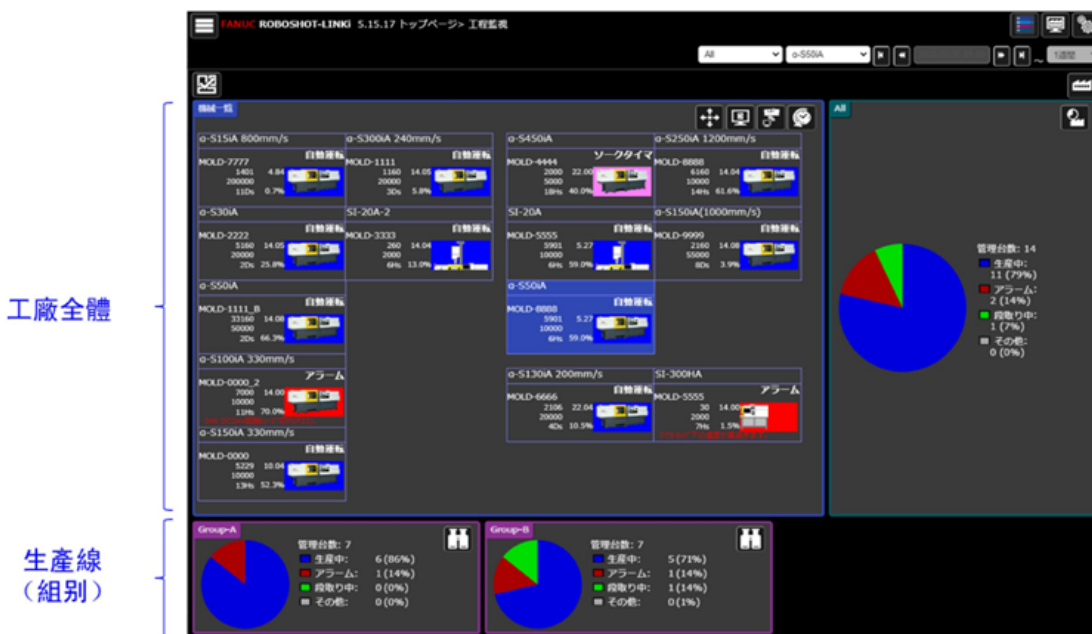 FANUC ROBOSHOT-LINKi 5.15.17 トップページ> 工程監視
All
α-S50iA
~
1週間
工廠全體
機械一覧
α-S15iA 800mm/s
自動運転
MOLD-7777
1401 4.84
200000
11Ds 0.7%
α-S300iA 240mm/s
自動運転
MOLD-1111
1160 14.05
20000
3Ds 5.8%
α-S450iA
ソークタイマ
MOLD-4444
2000 22.00
5000
18Hs 40.0%
α-S250iA 1200mm/s
自動運転
MOLD-8888
6160 14.04
10000
14Hs 61.6%
α-S30iA
自動運転
MOLD-2222
5160 14.05
20000
2Ds 25.8%
SI-20A-2
自動運転
MOLD-3333
260 14.04
2000
6Hs 13.0%
SI-20A
自動運転
MOLD-5555
5901 5.27
10000
6Hs 59.0%
α-S150iA(1000mm/s)
自動運転
MOLD-9999
2160 14.08
55000
8Ds 3.9%
α-S50iA
自動運転
MOLD-1111_B
33160 14.08
50000
2Ds 66.3%
α-S50iA
自動運転
MOLD-8888
5901 5.27
10000
6Hs 59.0%
α-S100iA 330mm/s
アラーム
MOLD-0000_2
7000 14.00
10000
11Hs 70.0%
α-S130iA 200mm/s
自動運転
MOLD-6666
2106 22.04
20000
4Ds 10.5%
SI-300HA
アラーム
MOLD-5555
30 14.00
2000
7Hs 1.5%
α-S150iA 330mm/s
自動運転
MOLD-0000
5229 10.04
10000
13Hs 52.3%
All
管理台数: 14
生産中:
11 (79%)
アラーム:
2 (14%)
段取り中:
1 (7%)
その他:
0 (0%)
生產線
（組別）
Group-A
管理台数: 7
生産中: 6(86%)
アラーム: 1(14%)
段取り中: 0(0%)
その他: 0(0%)
Group-B
管理台数: 7
生産中: 5(71%)
アラーム: 1(14%)
段取り中: 1(14%)
その他: 0(1%)